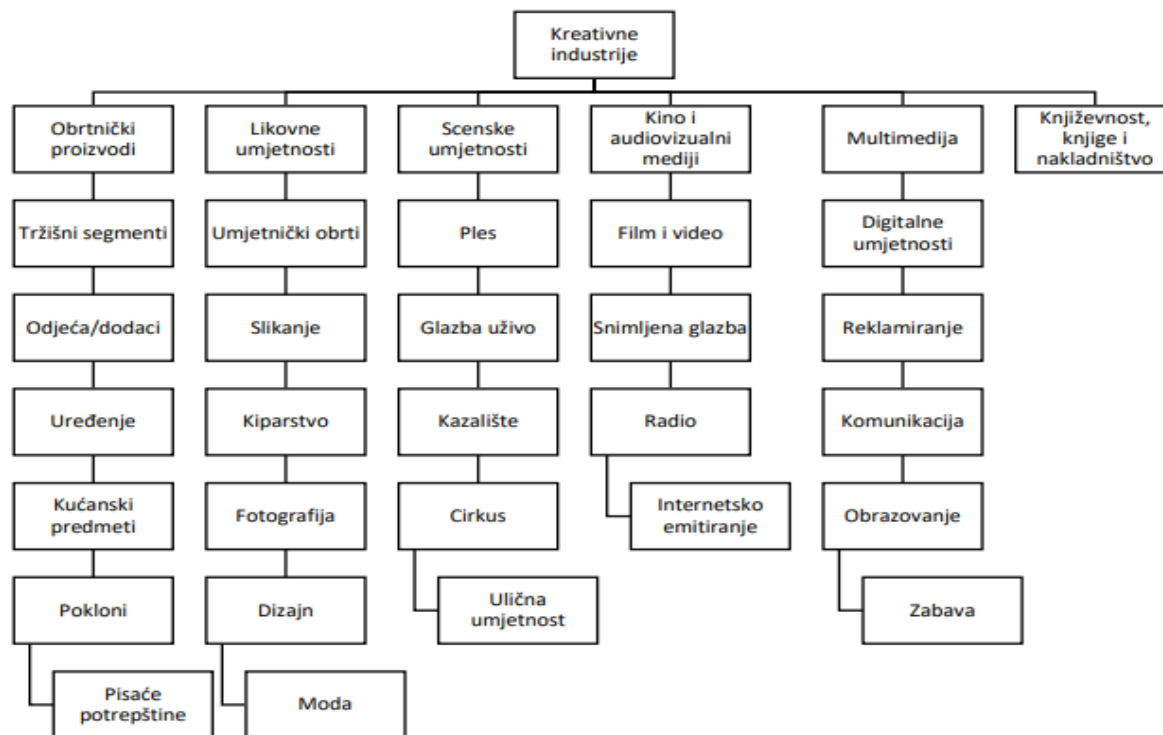 Kreativne
industrije
Obrtnički
proizvodi
Likovne
umjetnosti
Scenske
umjetnosti
Kino i
audiovizualni
mediji
Multimedija
Književnost,
knjige i
nakladništvo
Tržišni segmenti
Umjetnički obrti
Ples
Film i video
Digitalne
umjetnosti
Odjeća/dodaci
Slikanje
Glazba uživo
Snimljena glazba
Reklamiranje
Uređenje
Kiparstvo
Kazalište
Radio
Komunikacija
Kućanski
predmeti
Fotografija
Cirkus
Internetsko
emitiranje
Obrazovanje
Pokloni
Dizajn
Ulična
umjetnost
Zabava
Pisaće
potrepštine
Moda